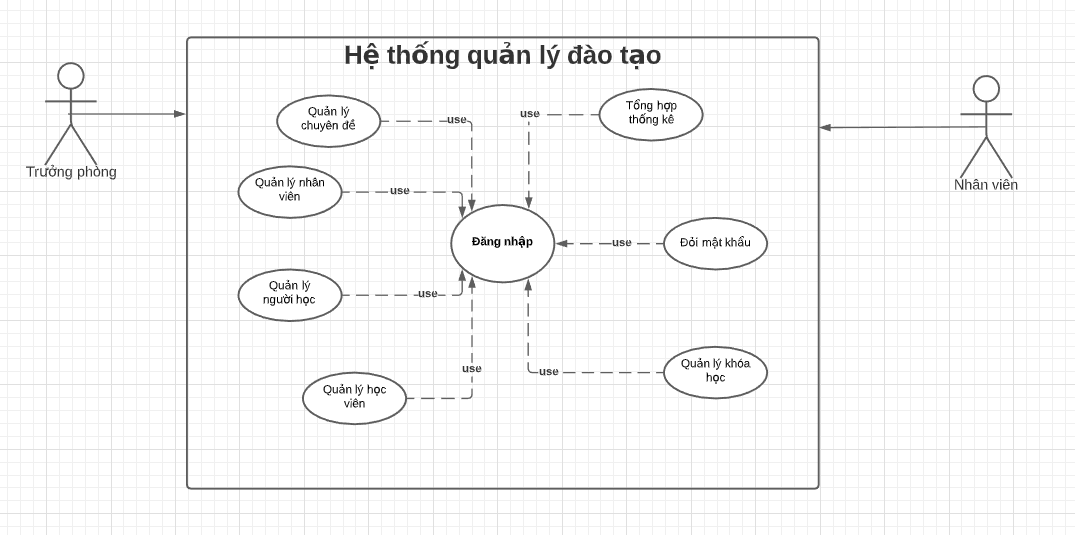 Hệ thống quản lý đào tạo
Trưởng phòng
Nhân viên
Quản lý
chuyên đề
use
Tổng hợp
thống kê
use
Quản lý nhân
viên
use
Đăng nhập
Đỏi mật khẩu
use
Quản lý
người học
use
Quản lý học
viên
use
Quản lý khóa
học
use